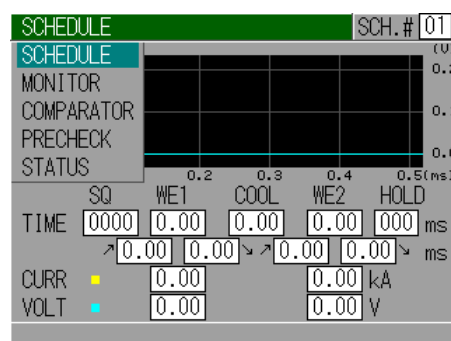 SCHEDULE SCH.# 01
SCHEDULE
MONITOR
COMPARATOR
PRECHECK
STATUS
0.2 0.3 0.4 0.5(ms)
SQ WE1 COOL WE2 HOLD
TIME 0000 0.00 0.00 0.00 000 ms
↗ 0.00 0.00 ↘ ↗ 0.00 0.00 ↘ ms
CURR 0.00 0.00 kA
VOLT 0.00 0.00 V